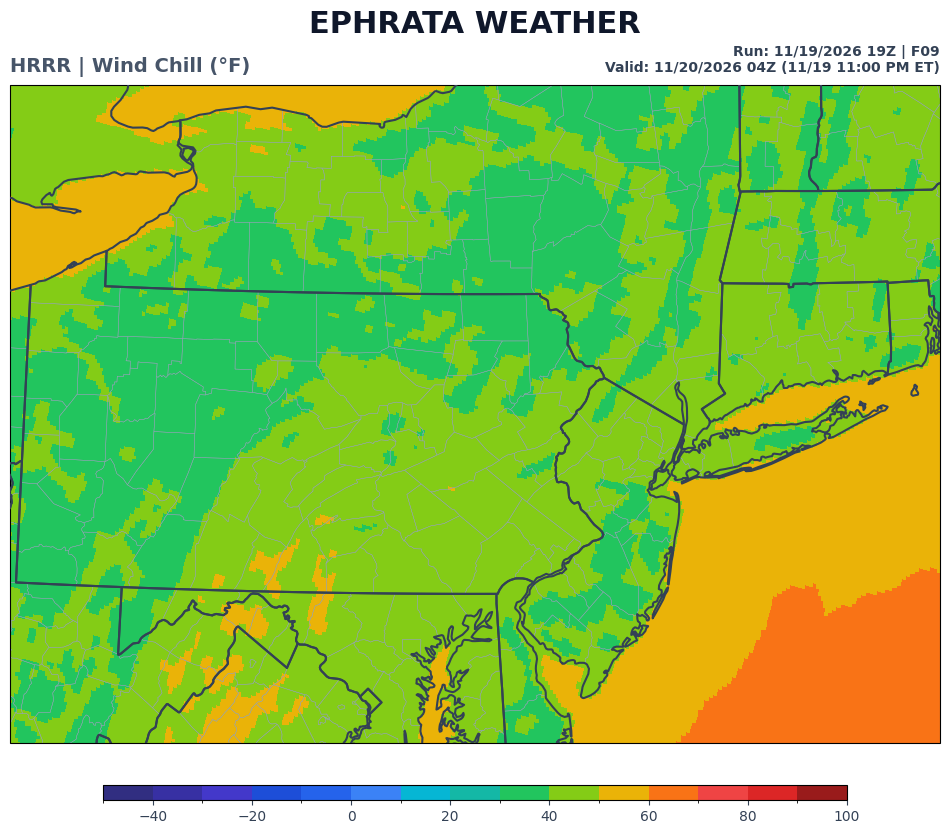 EPHRATA WEATHER
HRRR | Wind Chill (°F)
Run: 11/19/2026 19Z | F09
Valid: 11/20/2026 04Z (11/19 11:00 PM ET)
−40 −20 0 20 40 60 80 100